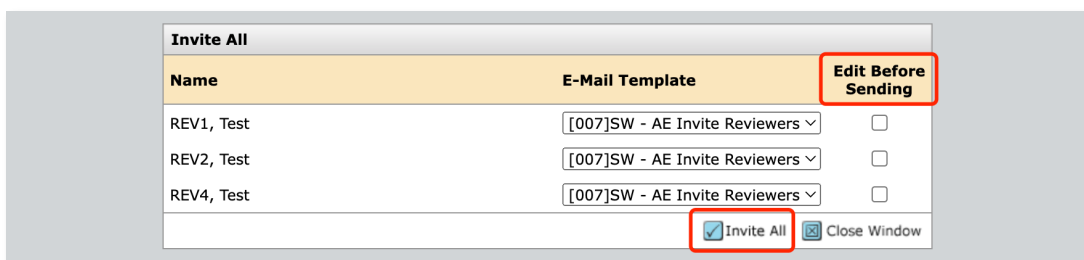 Invite All
Name E-Mail Template Edit Before Sending
REV1, Test [007]SW - AE Invite Reviewers
REV2, Test [007]SW - AE Invite Reviewers
REV4, Test [007]SW - AE Invite Reviewers
Invite All Close Window